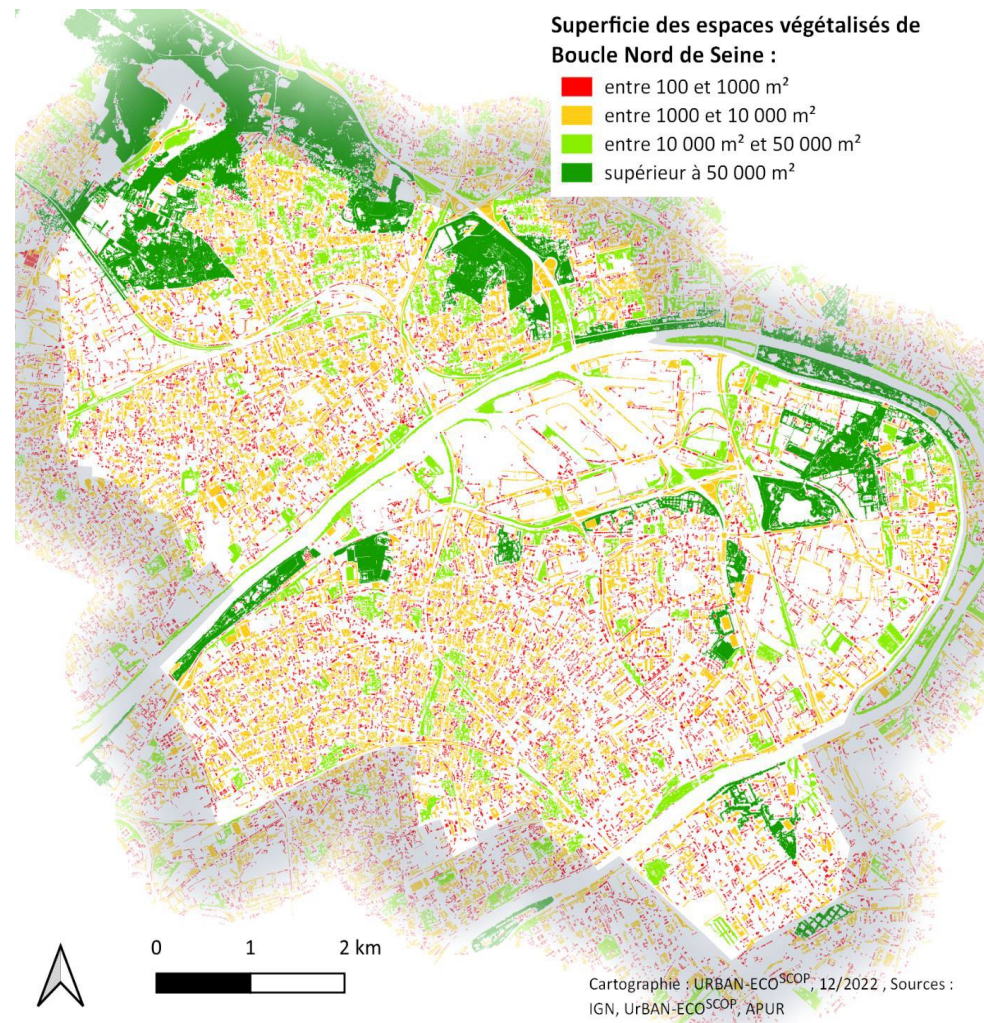 Superficie des espaces végétalisés de
Boucle Nord de Seine :
entre 100 et 1000 m²
entre 1000 et 10 000 m²
entre 10 000 m² et 50 000 m²
supérieur à 50 000 m²
0 1 2 km
Cartographie : URBAN-ECOSCOP, 12/2022 , Sources :
IGN, UrBAN-ECOSCOP, APUR